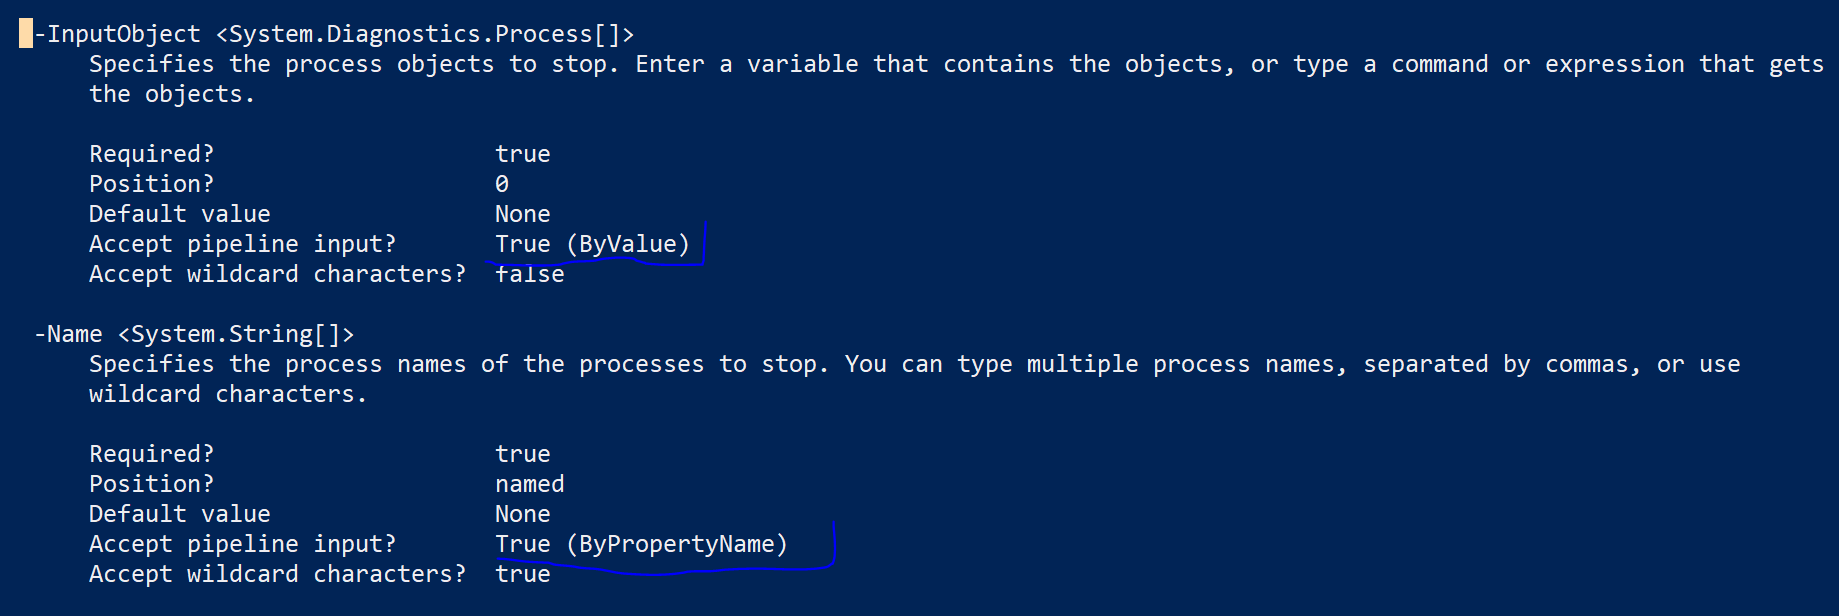 -InputObject <System.Diagnostics.Process[]>
Specifies the process objects to stop. Enter a variable that contains the objects, or type a command or expression that gets
the objects.
Required? true
Position? 0
Default value None
Accept pipeline input? True (ByValue)
Accept wildcard characters? false
-Name <System.String[]>
Specifies the process names of the processes to stop. You can type multiple process names, separated by commas, or use
wildcard characters.
Required? true
Position? named
Default value None
Accept pipeline input? True (ByPropertyName)
Accept wildcard characters? true